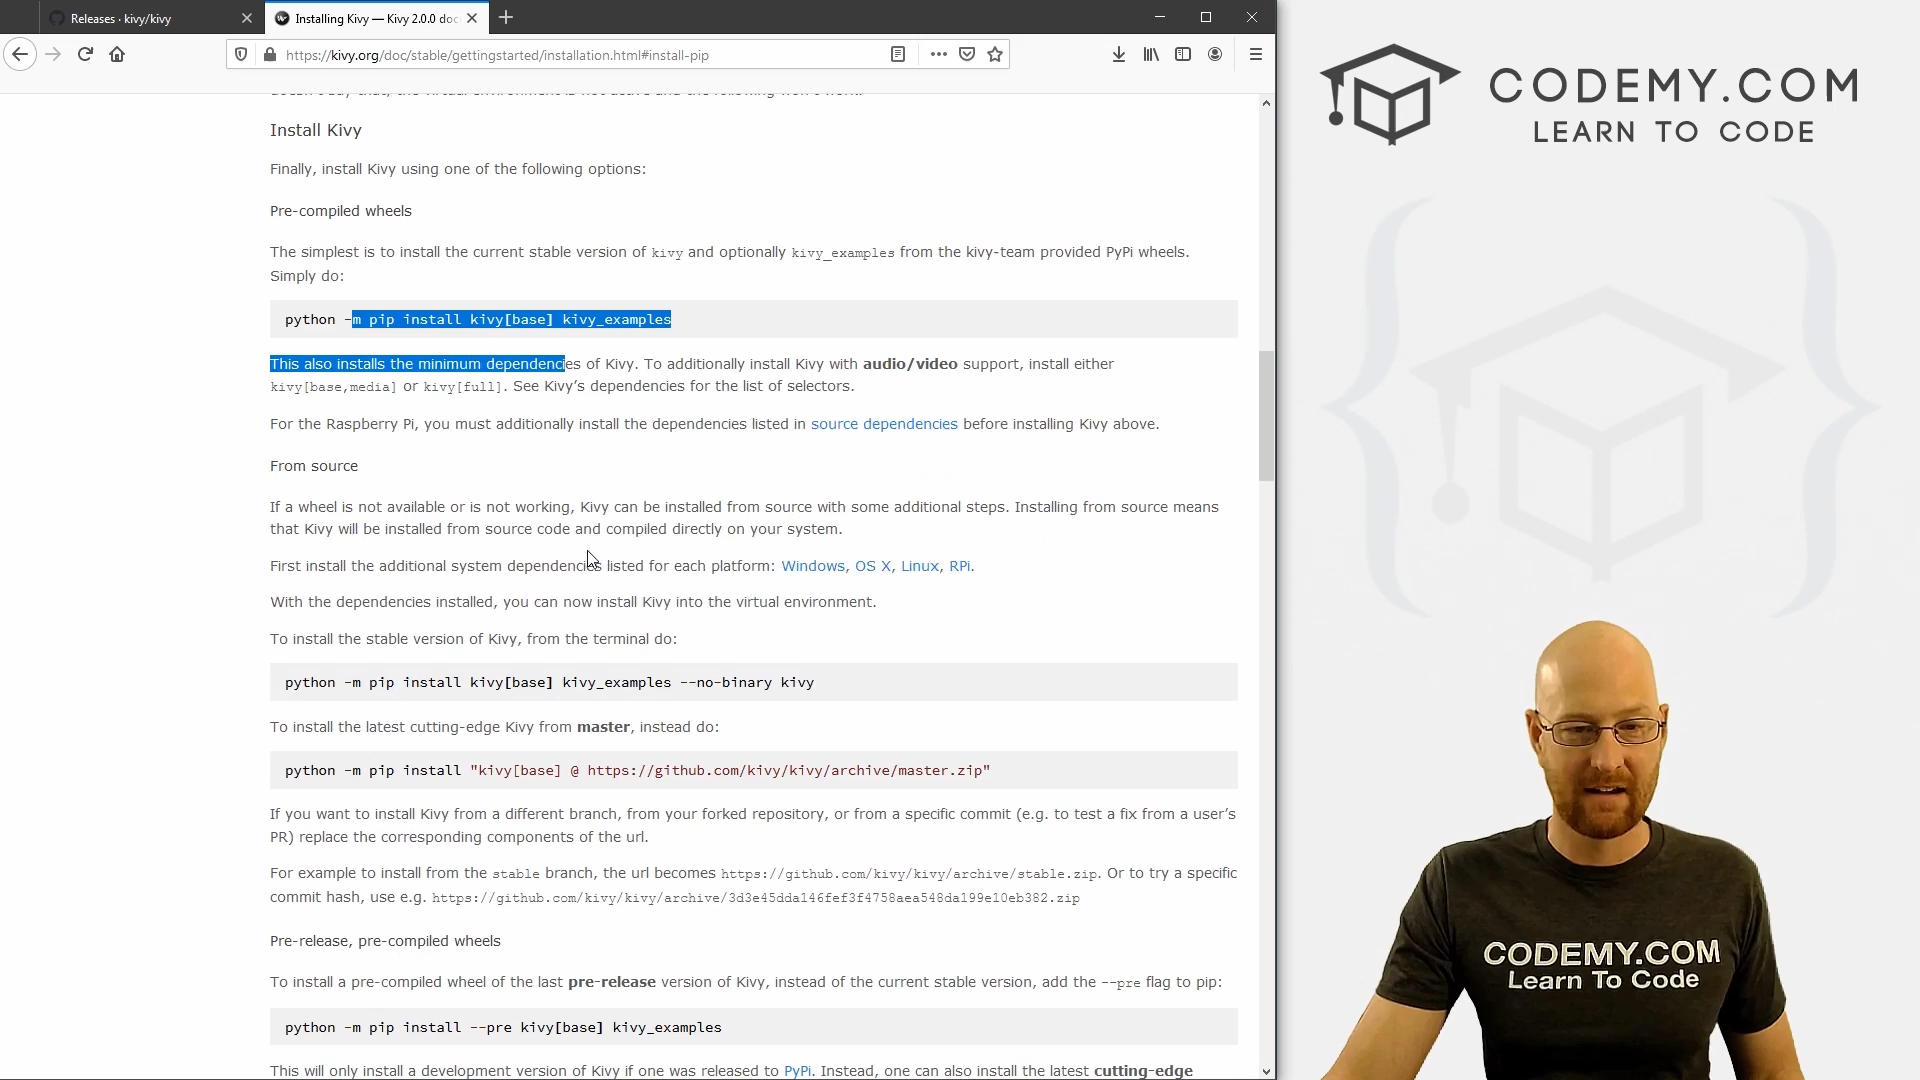 Releases · kivy/kivy
Installing Kivy — Kivy 2.0.0 doc
https://kivy.org/doc/stable/gettingstarted/installation.html#install-pip
Install Kivy
Finally, install Kivy using one of the following options:
Pre-compiled wheels
The simplest is to install the current stable version of kivy and optionally kivy_examples from the kivy-team provided PyPi wheels.
Simply do:
python -m pip install kivy[base] kivy_examples
This also installs the minimum dependencies of Kivy. To additionally install Kivy with audio/video support, install either
kivy[base,media] or kivy[full]. See Kivy's dependencies for the list of selectors.
For the Raspberry Pi, you must additionally install the dependencies listed in source dependencies before installing Kivy above.
From source
If a wheel is not available or is not working, Kivy can be installed from source with some additional steps. Installing from source means
that Kivy will be installed from source code and compiled directly on your system.
First install the additional system dependencies listed for each platform: Windows, OS X, Linux, RPi.
With the dependencies installed, you can now install Kivy into the virtual environment.
To install the stable version of Kivy, from the terminal do:
python -m pip install kivy[base] kivy_examples --no-binary kivy
To install the latest cutting-edge Kivy from master, instead do:
python -m pip install "kivy[base] @ https://github.com/kivy/kivy/archive/master.zip"
If you want to install Kivy from a different branch, from your forked repository, or from a specific commit (e.g. to test a fix from a user's
PR) replace the corresponding components of the url.
For example to install from the stable branch, the url becomes https://github.com/kivy/kivy/archive/stable.zip. Or to try a specific
commit hash, use e.g. https://github.com/kivy/kivy/archive/3d3e45dda146fef3f4758aea548da199e10eb382.zip
Pre-release, pre-compiled wheels
To install a pre-compiled wheel of the last pre-release version of Kivy, instead of the current stable version, add the --pre flag to pip:
python -m pip install --pre kivy[base] kivy_examples
This will only install a development version of Kivy if one was released to PyPi. Instead, one can also install the latest cutting-edge
CODEMY.COM
LEARN TO CODE
CODEMY.COM
Learn To Code